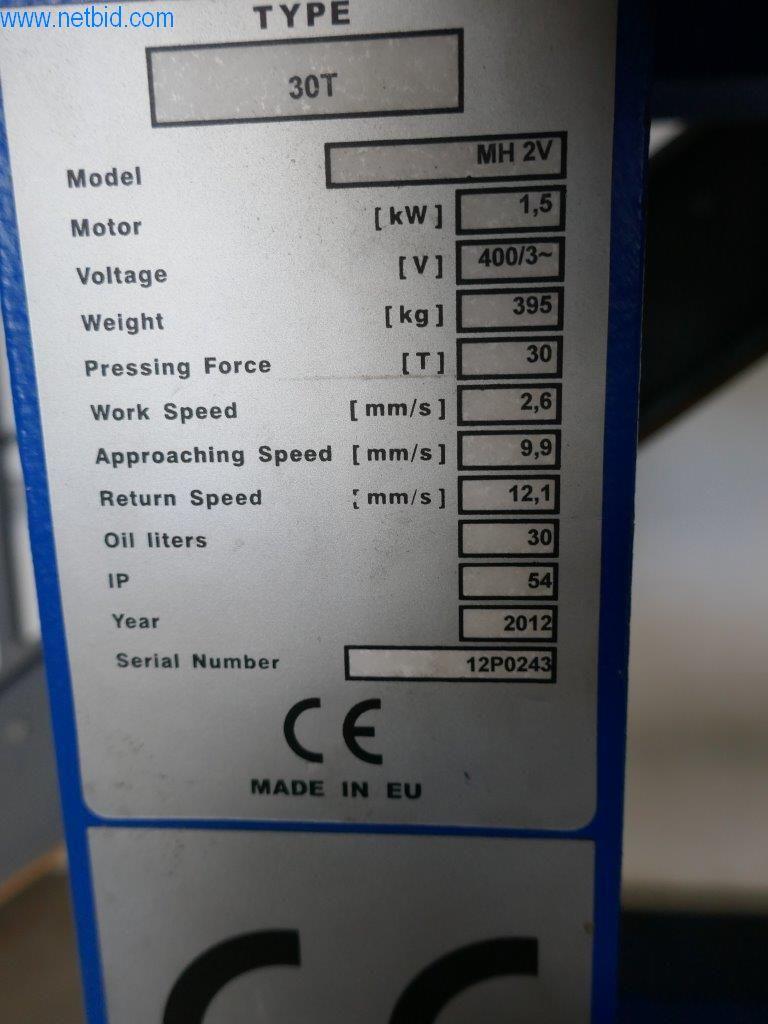 www.netbid.com
TYPE
30T
Model MH 2V
Motor [kW] 1,5
Voltage [V] 400/3~
Weight [kg] 395
Pressing Force [T] 30
Work Speed [mm/s] 2,6
Approaching Speed [mm/s] 9,9
Return Speed [mm/s] 12,1
Oil liters 30
IP 54
Year 2012
Serial Number 12P0243
CE
MADE IN EU
CE